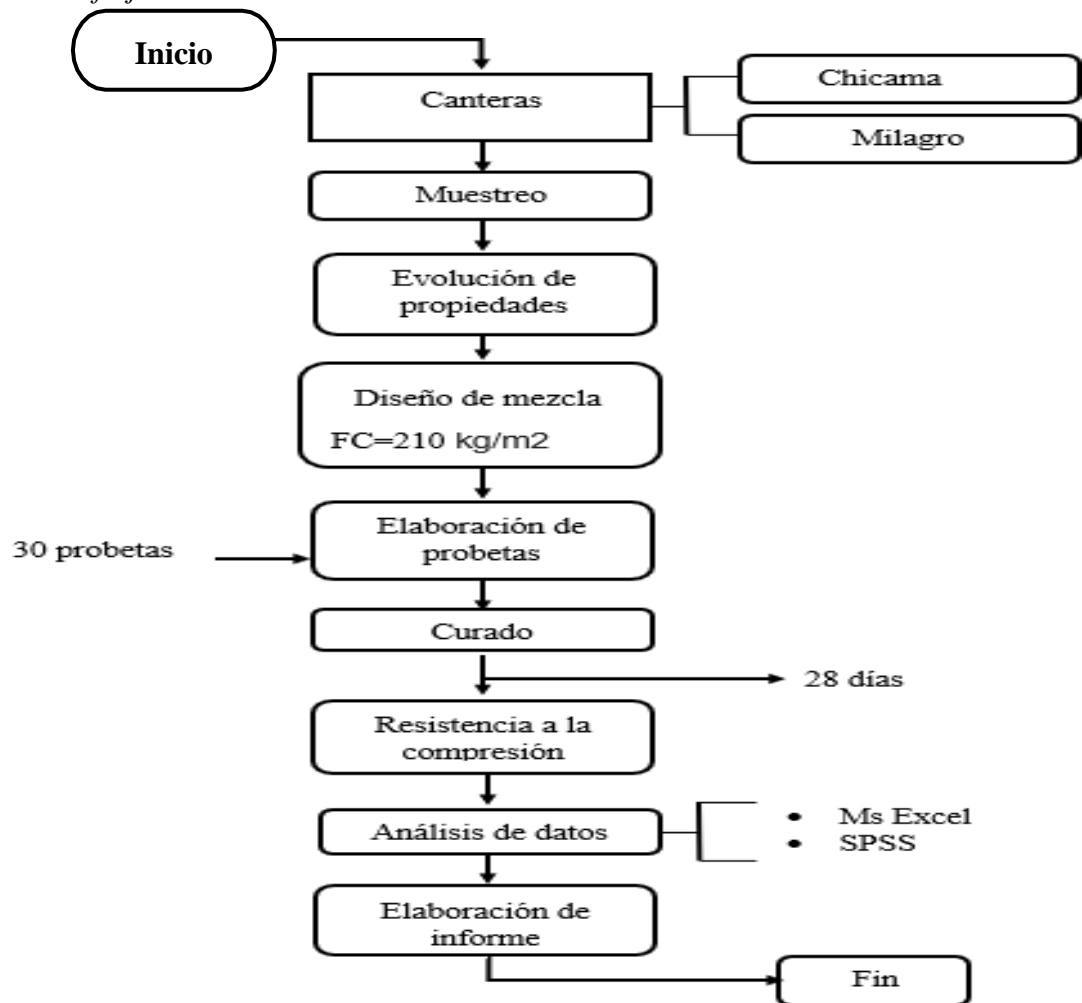 Inicio
Canteras
Chicama
Milagro
Muestreo
Evolución de
propiedades
Diseño de mezcla
FC=210 kg/m2
Elaboración de
probetas
30 probetas
Curado
28 días
Resistencia a la
compresión
Análisis de datos
• Ms Excel
• SPSS
Elaboración de
informe
Fin